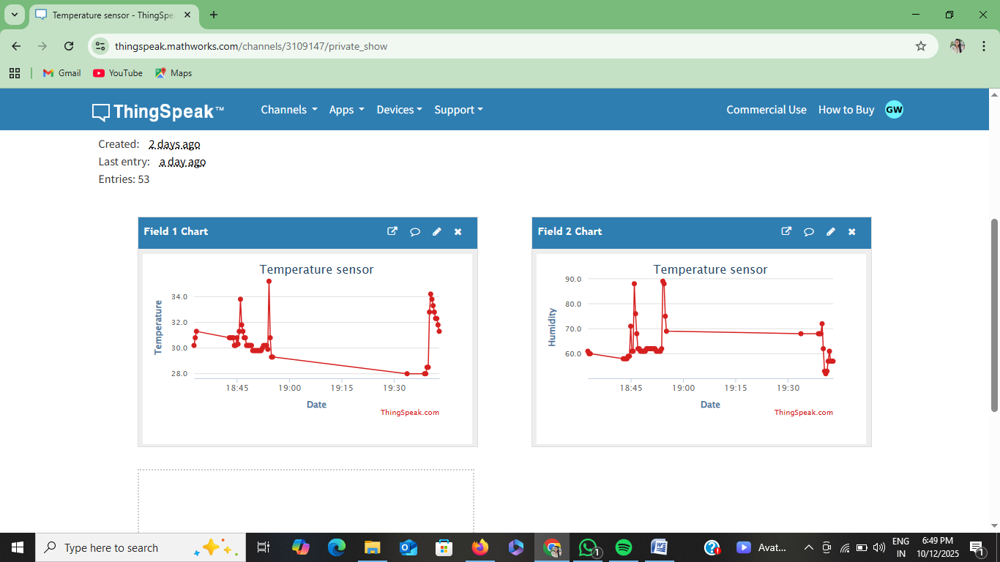 Temperature sensor - ThingSpe
thingspeak.mathworks.com/channels/3109147/private_show
Gmail YouTube Maps
ThingSpeak™ Channels Apps Devices Support Commercial Use How to Buy GW
Created: 2 days ago
Last entry: a day ago
Entries: 53
Field 1 Chart
Temperature sensor
Temperature
34.0
32.0
30.0
28.0
18:45 19:00 19:15 19:30
Date
ThingSpeak.com
Field 2 Chart
Temperature sensor
Humidity
90.0
80.0
70.0
60.0
18:45 19:00 19:15 19:30
Date
ThingSpeak.com
Type here to search
1
Avat...
ENG
IN
6:49 PM
10/12/2025
1